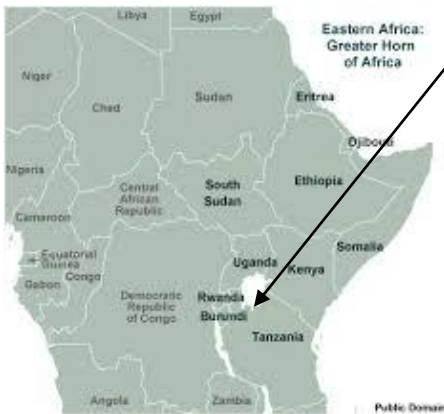 Libya
Egypt
Eastern Africa:
Greater Horn
of Africa
Niger
Chad
Sudan
Eritrea
Djibouti
Nigeria
Central
African
Republic
South
Sudan
Ethiopia
Cameroon
Somalia
Equatorial
Guinea
Congo
Gabon
Uganda
Kenya
Democratic
Republic
of Congo
Rwanda
Burundi
Tanzania
Angola
Zambia
Public Domain